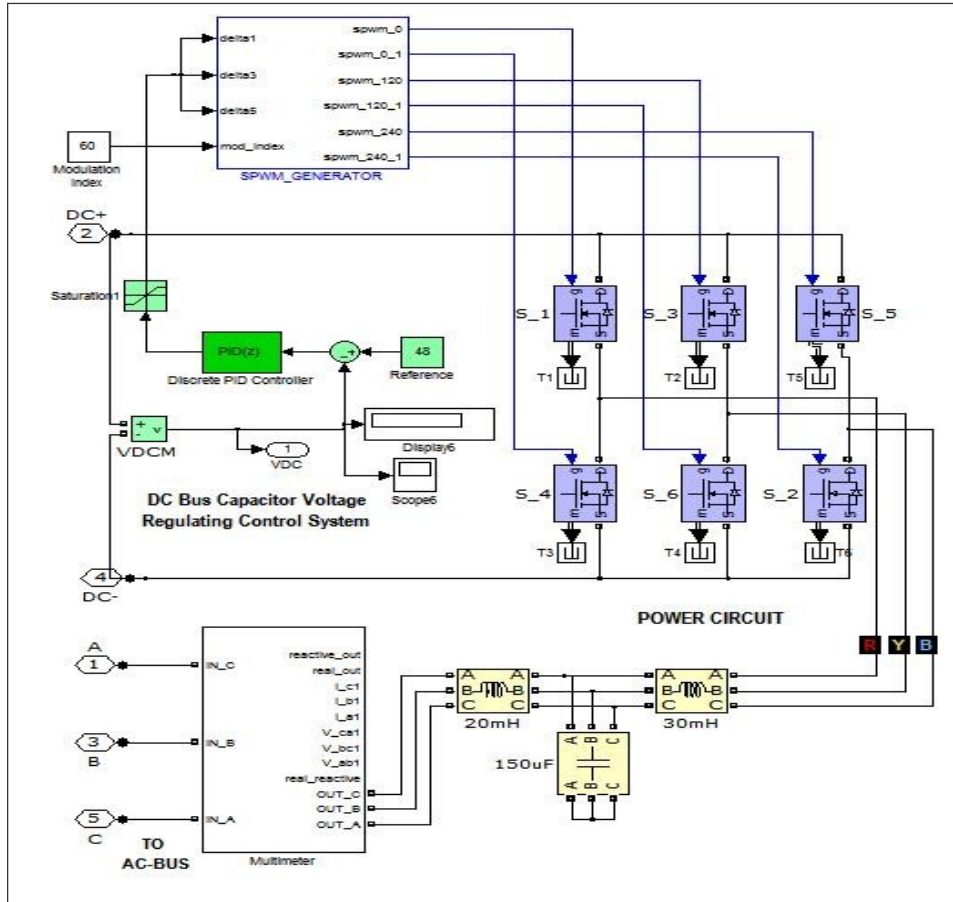 delta1
delta3
delta5
mod_index
spwm_0
spwm_0_1
spwm_120
spwm_120_1
spwm_240
spwm_240_1
SPWM_GENERATOR
60
Modulation
Index
DC+
2
Saturation1
PID(z)
Discrete PID Controller
-+
48
Reference
+
-
v
VDCM
1
VDC
Display6
Scope6
DC Bus Capacitor Voltage
Regulating Control System
4
DC-
S_1
g
D
m
S
T1
S_3
g
D
m
S
T2
S_5
g
D
m
S
T5
S_4
g
D
m
S
T3
S_6
g
D
m
S
T4
S_2
g
D
m
S
T6
POWER CIRCUIT
R
Y
B
A
1
3
B
5
C
TO
AC-BUS
IN_C
IN_B
IN_A
reactive_out
real_out
I_c1
I_b1
I_a1
V_ca1
V_bc1
V_ab1
real_reactive
OUT_C
OUT_B
OUT_A
Multimeter
A A
B B
C C
20mH
A A
B B
C C
30mH
150uF
A B C
A B C